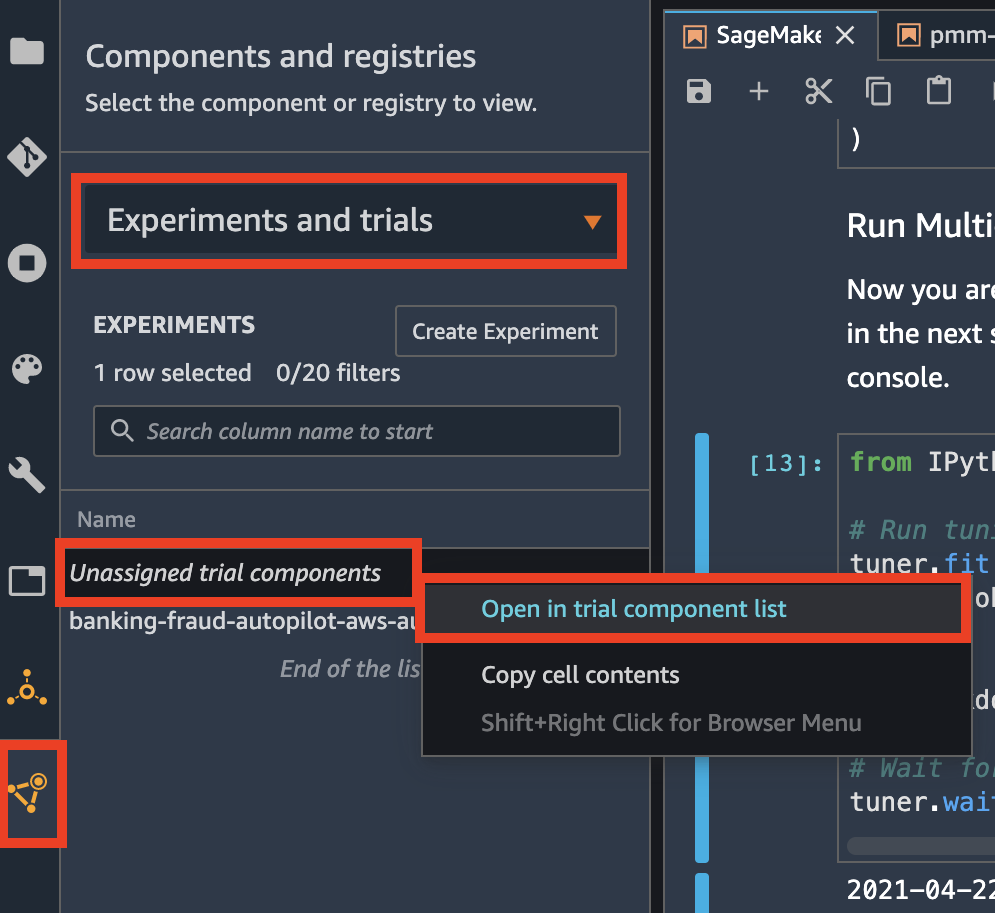 Components and registries
Select the component or registry to view.
Experiments and trials
EXPERIMENTS
Create Experiment
1 row selected 0/20 filters
Search column name to start
Name
Unassigned trial components
banking-fraud-autopilot-aws-au
End of the lis
Open in trial component list
Copy cell contents
Shift+Right Click for Browser Menu
SageMake
pmm-
)
Run Multi
Now you are
in the next s
console.
[13]:
from IPyth
# Run tuni
tuner.fit
# Wait for
tuner.wait
2021-04-22